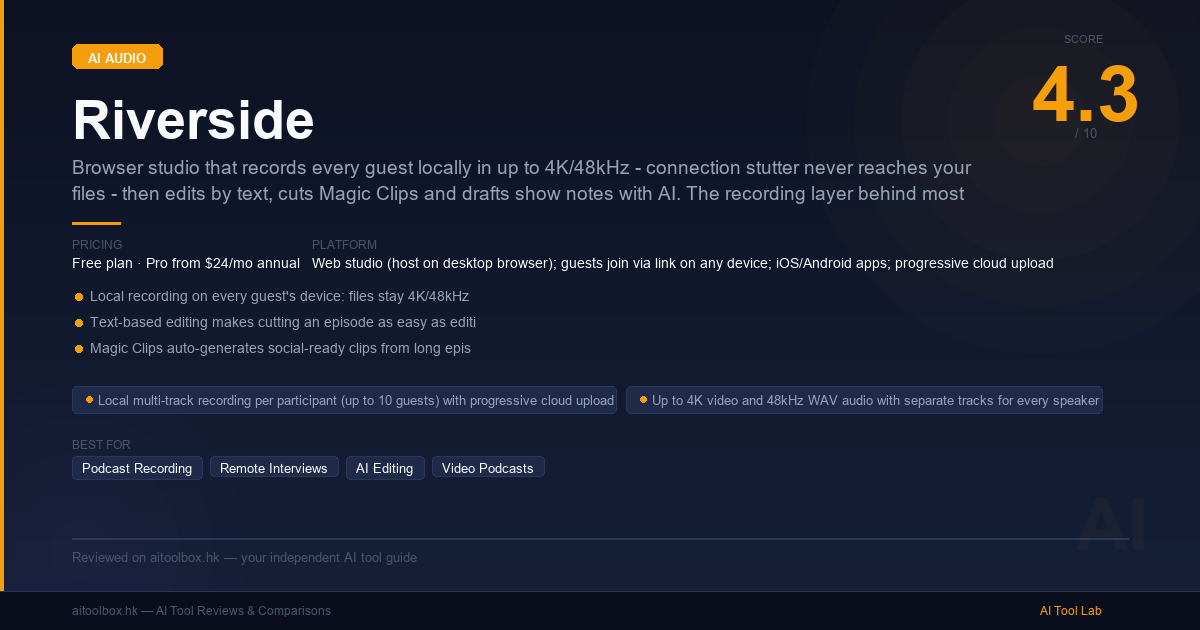 AI AUDIO
SCORE
4.3
/ 10
Riverside
Browser studio that records every guest locally in up to 4K/48kHz - connection stutter never reaches your
files - then edits by text, cuts Magic Clips and drafts show notes with AI. The recording layer behind most
PRICING
Free plan · Pro from $24/mo annual
PLATFORM
Web studio (host on desktop browser); guests join via link on any device; iOS/Android apps; progressive cloud upload
Local recording on every guest's device: files stay 4K/48kHz
Text-based editing makes cutting an episode as easy as editi
Magic Clips auto-generates social-ready clips from long epis
Local multi-track recording per participant (up to 10 guests) with progressive cloud upload
Up to 4K video and 48kHz WAV audio with separate tracks for every speaker
BEST FOR
Podcast Recording
Remote Interviews
AI Editing
Video Podcasts
AI
Reviewed on aitoolbox.hk — your independent AI tool guide
aitoolbox.hk — AI Tool Reviews & Comparisons
AI Tool Lab